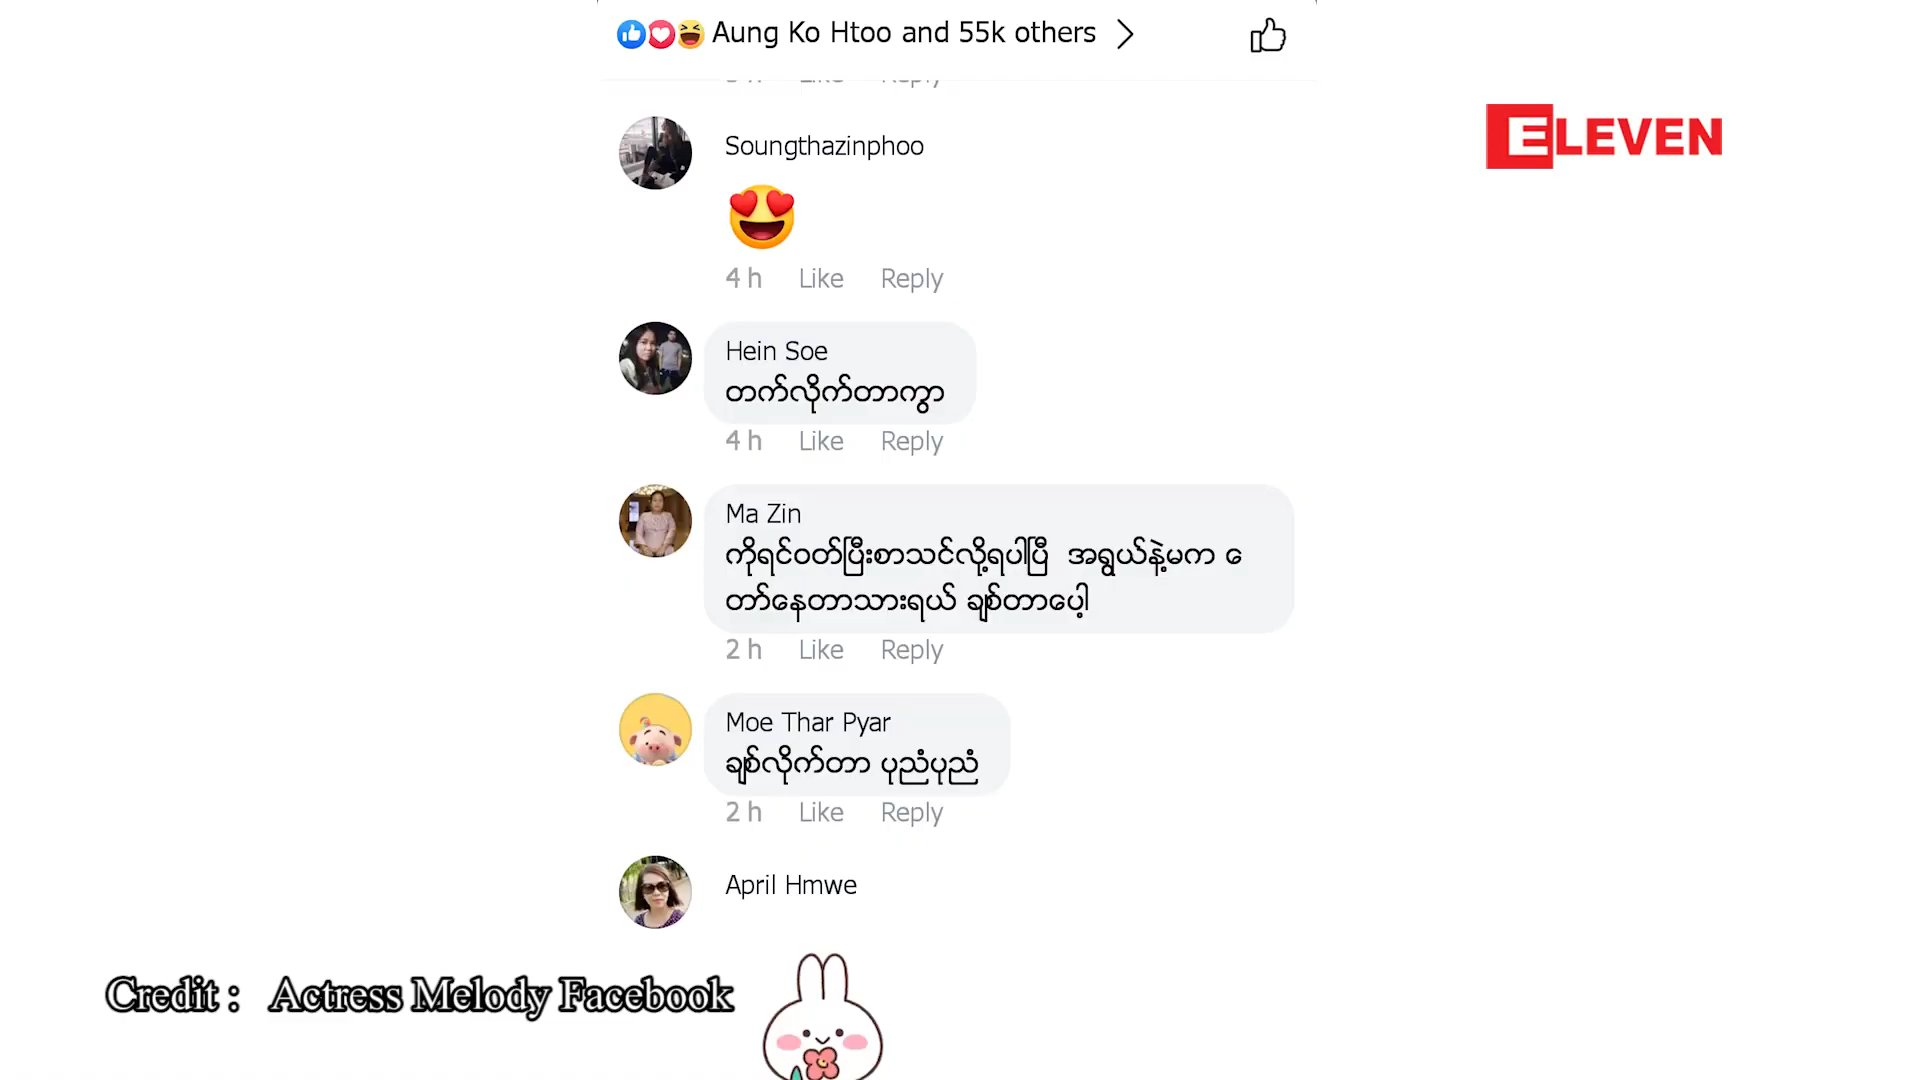 Aung Ko Htoo and 55k others
ELEVEN
Soungthazinphoo
4 h Like Reply
Hein Soe
တက်လိုက်တာကွာ
4 h Like Reply
Ma Zin
ကိုရင်ဝတ်ပြီးစာသင်လို့ရပါပြီ အရွယ်နဲ့မက ေ
တာ်နေတာသားရယ် ချစ်တာပေ့ါ
2 h Like Reply
Moe Thar Pyar
ချစ်လိုက်တာ ပုညံပုညံ
2 h Like Reply
April Hmwe
Credit : Actress Melody Facebook